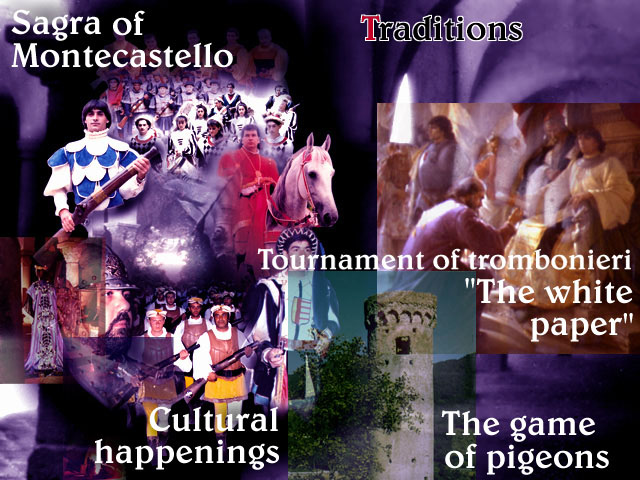 Sagra of
Montecastello
Traditions
Tournament of trombonieri
"The white
paper"
Cultural
happenings
The game
of pigeons